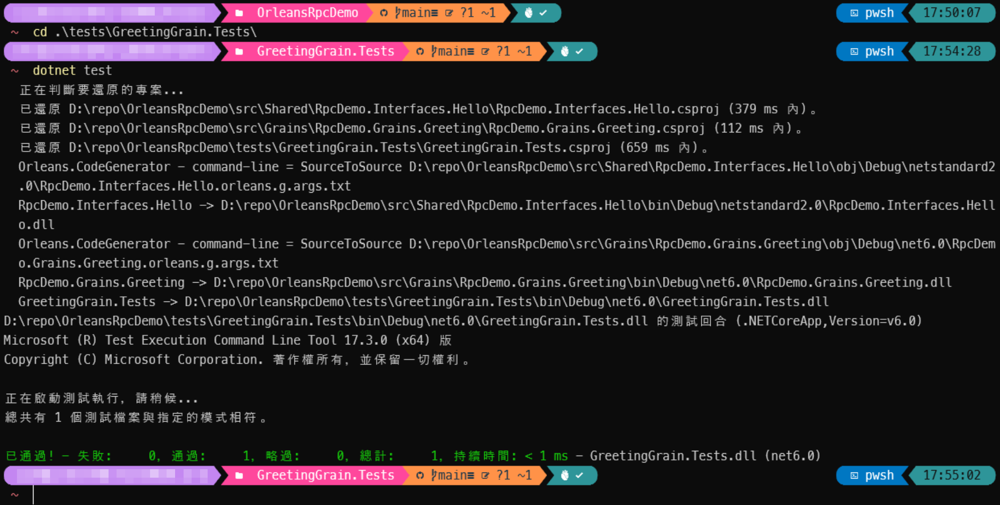 OrleansRpcDemo main≡ ?1 ~1 pwsh 17:50:07
~ cd .\tests\GreetingGrain.Tests\
GreetingGrain.Tests main≡ ?1 ~1 pwsh 17:54:28
~ dotnet test
正在判斷要還原的專案...
已還原 D:\repo\OrleansRpcDemo\src\Shared\RpcDemo.Interfaces.Hello\RpcDemo.Interfaces.Hello.csproj (379 ms 內)。
已還原 D:\repo\OrleansRpcDemo\src\Grains\RpcDemo.Grains.Greeting\RpcDemo.Grains.Greeting.csproj (112 ms 內)。
已還原 D:\repo\OrleansRpcDemo\tests\GreetingGrain.Tests\GreetingGrain.Tests.csproj (659 ms 內)。
Orleans.CodeGenerator - command-line = SourceToSource D:\repo\OrleansRpcDemo\src\Shared\RpcDemo.Interfaces.Hello\obj\Debug\netstandard2
.0\RpcDemo.Interfaces.Hello.orleans.g.args.txt
RpcDemo.Interfaces.Hello -> D:\repo\OrleansRpcDemo\src\Shared\RpcDemo.Interfaces.Hello\bin\Debug\netstandard2.0\RpcDemo.Interfaces.Hell
o.dll
Orleans.CodeGenerator - command-line = SourceToSource D:\repo\OrleansRpcDemo\src\Grains\RpcDemo.Grains.Greeting\obj\Debug\net6.0\RpcDem
o.Grains.Greeting.orleans.g.args.txt
RpcDemo.Grains.Greeting -> D:\repo\OrleansRpcDemo\src\Grains\RpcDemo.Grains.Greeting\bin\Debug\net6.0\RpcDemo.Grains.Greeting.dll
GreetingGrain.Tests -> D:\repo\OrleansRpcDemo\tests\GreetingGrain.Tests\bin\Debug\net6.0\GreetingGrain.Tests.dll
D:\repo\OrleansRpcDemo\tests\GreetingGrain.Tests\bin\Debug\net6.0\GreetingGrain.Tests.dll 的測試回合 (.NETCoreApp,Version=v6.0)
Microsoft (R) Test Execution Command Line Tool 17.3.0 (x64) 版
Copyright (C) Microsoft Corporation. 著作權所有，並保留一切權利。
正在啟動測試執行，請稍候...
總共有 1 個測試檔案與指定的模式相符。
已通過! - 失敗: 0，通過: 1，略過: 0，總計: 1，持續時間: < 1 ms - GreetingGrain.Tests.dll (net6.0)
GreetingGrain.Tests main≡ ?1 ~1 pwsh 17:55:02
~